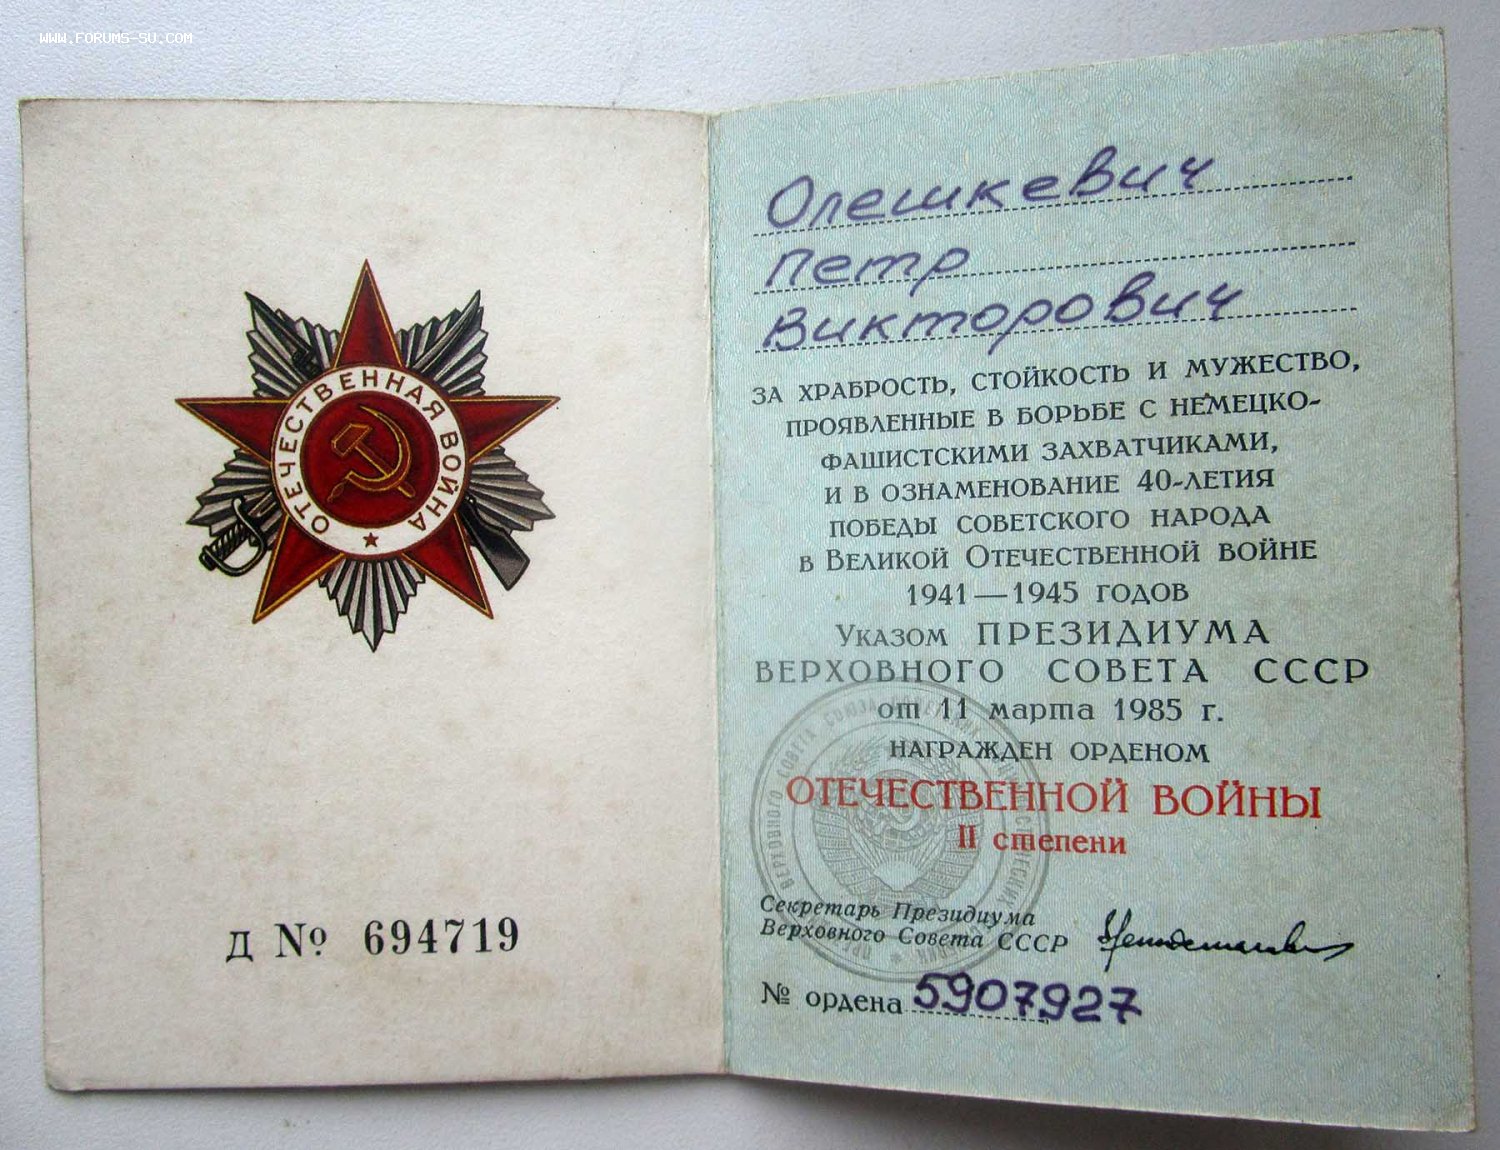 WWW.FORUMS-SU.COM
ОТЕЧЕСТВЕННАЯ ВОЙНА
Д № 694719
Олешкевич
Петр
Викторович
ЗА ХРАБРОСТЬ, СТОЙКОСТЬ И МУЖЕСТВО,
ПРОЯВЛЕННЫЕ В БОРЬБЕ С НЕМЕЦКО-
ФАШИСТСКИМИ ЗАХВАТЧИКАМИ,
И В ОЗНАМЕНОВАНИЕ 40-ЛЕТИЯ
ПОБЕДЫ СОВЕТСКОГО НАРОДА
В ВЕЛИКОЙ ОТЕЧЕСТВЕННОЙ ВОЙНЕ
1941—1945 ГОДОВ
УКАЗОМ ПРЕЗИДИУМА
ВЕРХОВНОГО СОВЕТА СССР
от 11 марта 1985 г.
НАГРАЖДЕН ОРДЕНОМ
ОТЕЧЕСТВЕННОЙ ВОЙНЫ
II степени
Секретарь Президиума
Верховного Совета СССР
№ ордена 5907927